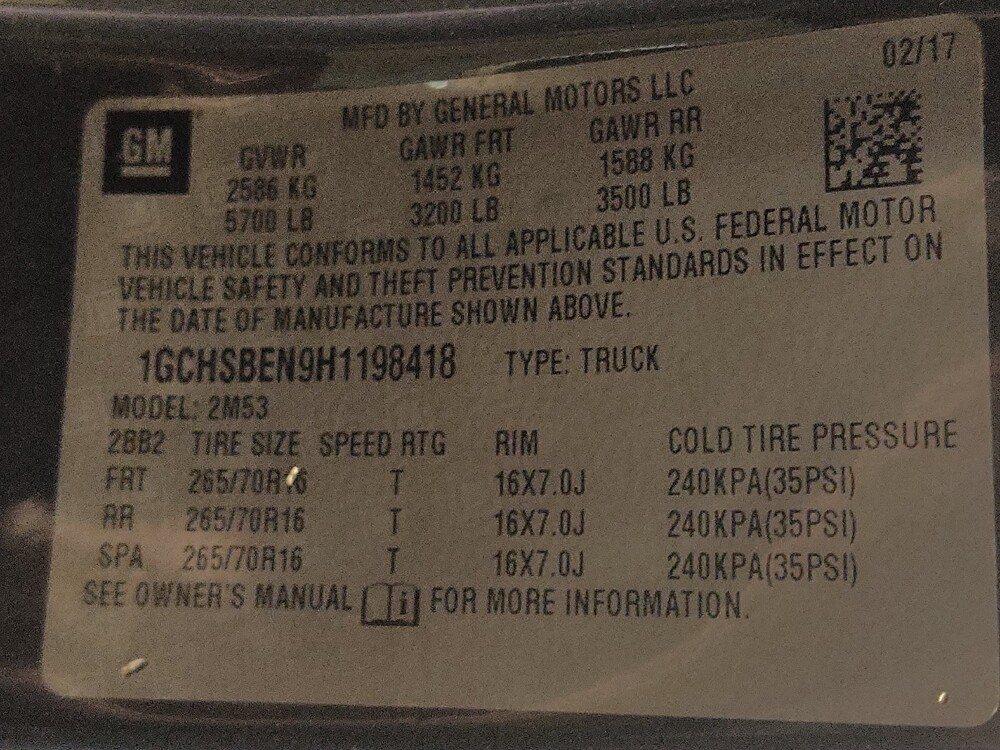 02/17
MFD BY GENERAL MOTORS LLC
GM
GVWR GAWR FRT GAWR RR
2586 KG 1452 KG 1588 KG
5700 LB 3200 LB 3500 LB
THIS VEHICLE CONFORMS TO ALL APPLICABLE U.S. FEDERAL MOTOR
VEHICLE SAFETY AND THEFT PREVENTION STANDARDS IN EFFECT ON
THE DATE OF MANUFACTURE SHOWN ABOVE.
1GCHSBEN9H1198418 TYPE: TRUCK
MODEL: 2M53
2BB2 TIRE SIZE SPEED RTG RIM COLD TIRE PRESSURE
FRT 265/70R16 T 16X7.0J 240KPA(35PSI)
RR 265/70R16 T 16X7.0J 240KPA(35PSI)
SPA 265/70R16 T 16X7.0J 240KPA(35PSI)
SEE OWNER'S MANUAL i FOR MORE INFORMATION.